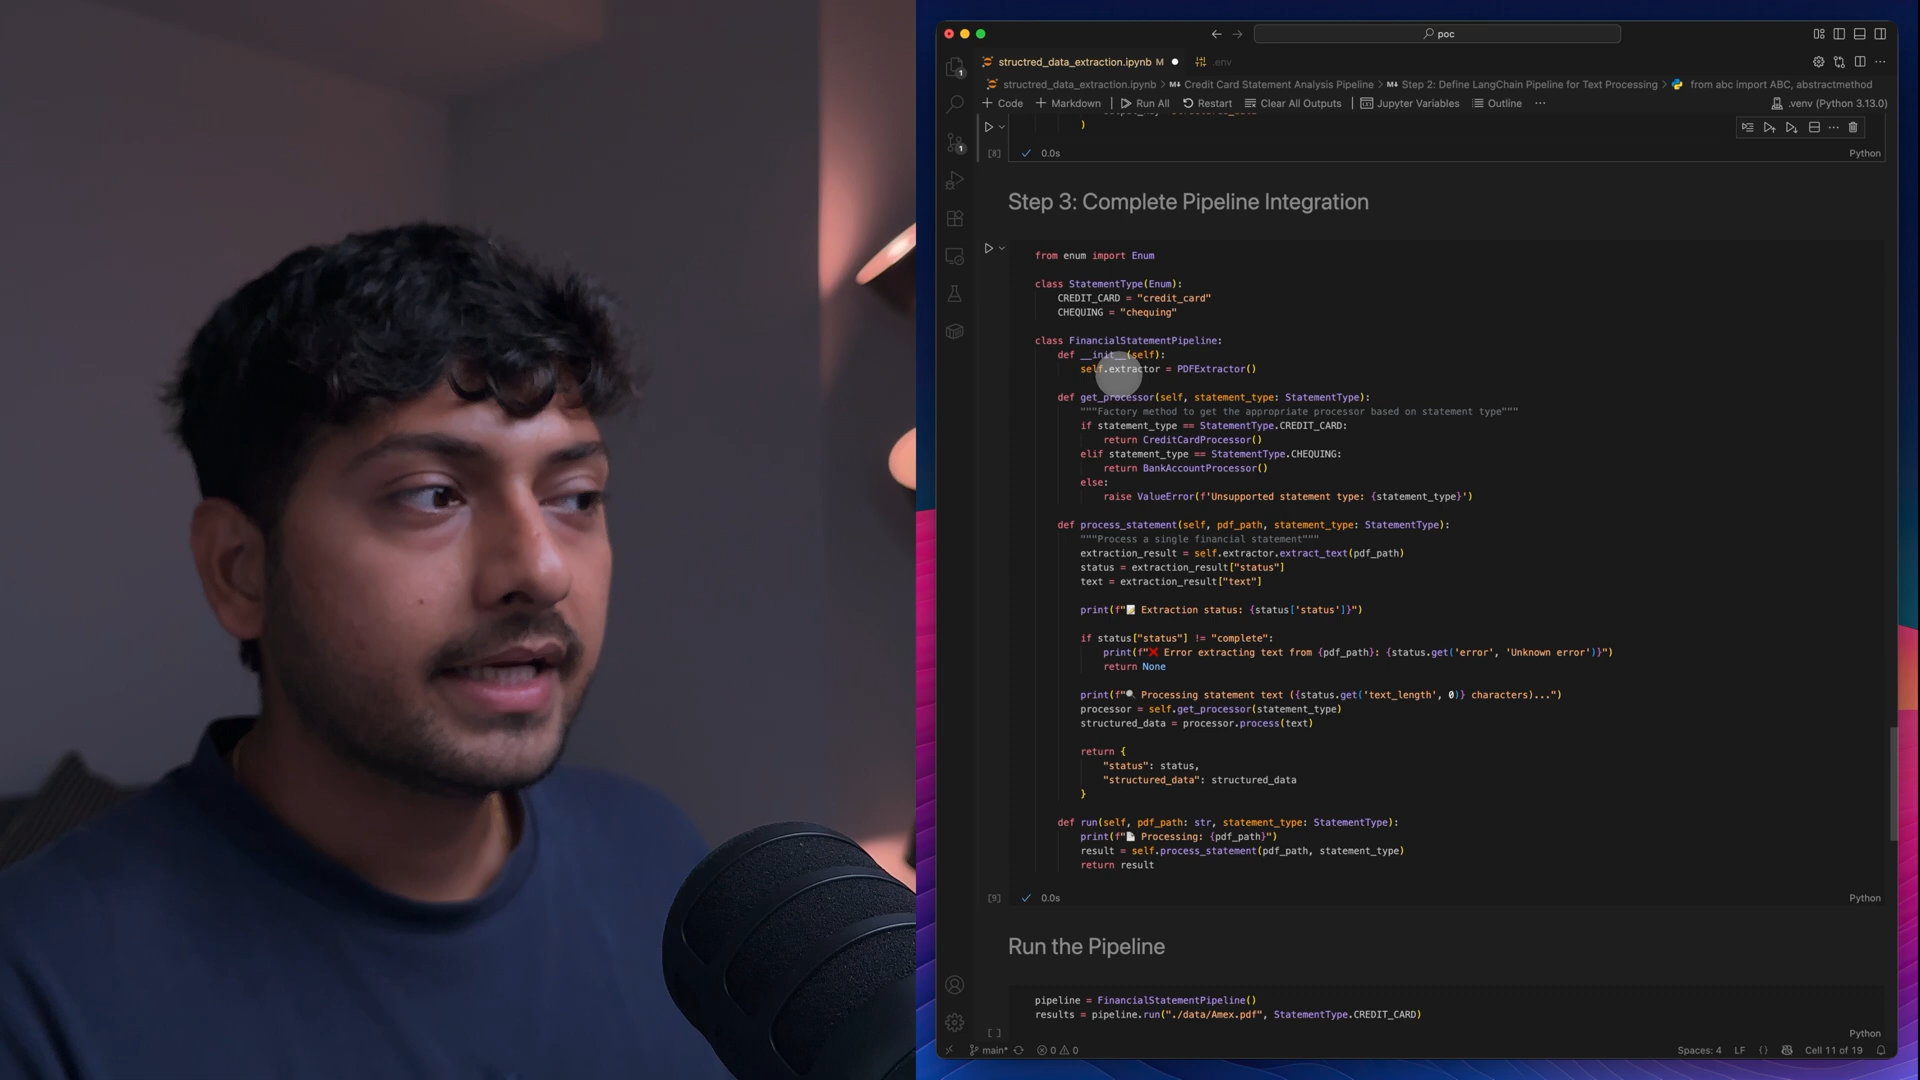 poc
structred_data_extraction.ipynb M
.env
structred_data_extraction.ipynb > M↓ Credit Card Statement Analysis Pipeline > M↓ Step 2: Define LangChain Pipeline for Text Processing > from abc import ABC, abstractmethod
+ Code + Markdown | Run All Restart Clear All Outputs | Jupyter Variables Outline ... .venv (Python 3.13.0)
1
)
1
[8] 0.0s Python
Step 3: Complete Pipeline Integration
from enum import Enum
class StatementType(Enum):
CREDIT_CARD = "credit_card"
CHEQUING = "chequing"
class FinancialStatementPipeline:
def __init__(self):
self.extractor = PDFExtractor()
def get_processor(self, statement_type: StatementType):
"""Factory method to get the appropriate processor based on statement type"""
if statement_type == StatementType.CREDIT_CARD:
return CreditCardProcessor()
elif statement_type == StatementType.CHEQUING:
return BankAccountProcessor()
else:
raise ValueError(f'Unsupported statement type: {statement_type}')
def process_statement(self, pdf_path, statement_type: StatementType):
"""Process a single financial statement"""
extraction_result = self.extractor.extract_text(pdf_path)
status = extraction_result["status"]
text = extraction_result["text"]
print(f"📝 Extraction status: {status['status']}")
if status["status"] != "complete":
print(f"❌ Error extracting text from {pdf_path}: {status.get('error', 'Unknown error')}")
return None
print(f"🔍 Processing statement text ({status.get('text_length', 0)} characters)...")
processor = self.get_processor(statement_type)
structured_data = processor.process(text)
return {
"status": status,
"structured_data": structured_data
}
def run(self, pdf_path: str, statement_type: StatementType):
print(f"📄 Processing: {pdf_path}")
result = self.process_statement(pdf_path, statement_type)
return result
[9] 0.0s Python
Run the Pipeline
pipeline = FinancialStatementPipeline()
results = pipeline.run("./data/Amex.pdf", StatementType.CREDIT_CARD)
[ ] Python
main* 0 0 Spaces: 4 LF {} Cell 11 of 19